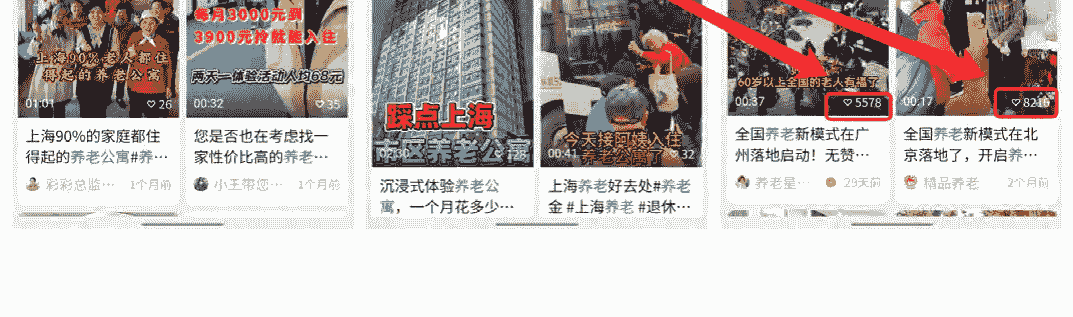 上海90%老人都住
得起的养老公寓
01:01
26
上海90%的家庭都住
得起的养老公寓#养…
彩彩总监…
1个月前
每月3000元到
3900元拎就能入住
两天一体验活动人均68元
00:32
35
您是否也在考虑找一
家性价比高的养老…
小王带您…
1个月前
踩点上海
市区养老公寓
沉浸式体验养老公
寓，一个月花多少…
今天接阿姨入住
养老公寓了
00:41
32
上海养老好去处#养老
金 #上海养老 #退休…
60岁以上全国的老人有福了
00:37
5578
全国养老新模式在广
州落地启动！无赞…
养老量…
29天前
00:17
8216
全国养老新模式在北
京落地了，开启养…
精品养老
2个月前